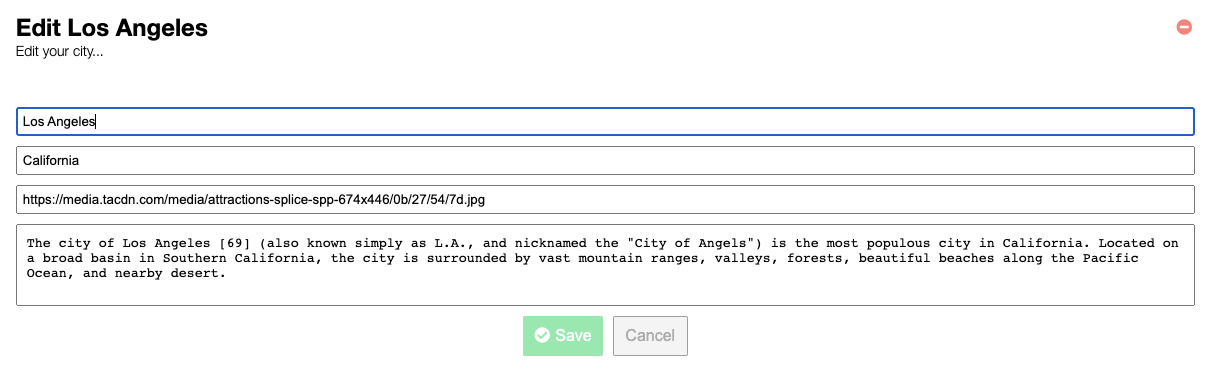 Edit Los Angeles
Edit your city...
Los Angeles
California
https://media.tacdn.com/media/attractions-splice-spp-674x446/0b/27/54/7d.jpg
The city of Los Angeles [69] (also known simply as L.A., and nicknamed the "City of Angels") is the most populous city in California. Located on
a broad basin in Southern California, the city is surrounded by vast mountain ranges, valleys, forests, beautiful beaches along the Pacific
Ocean, and nearby desert.
Save
Cancel